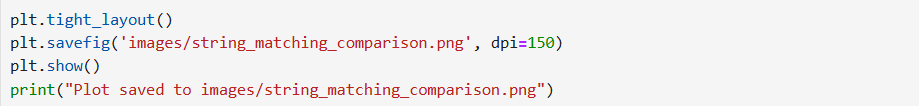 plt.tight_layout()
plt.savefig('images/string_matching_comparison.png', dpi=150)
plt.show()
print("Plot saved to images/string_matching_comparison.png")